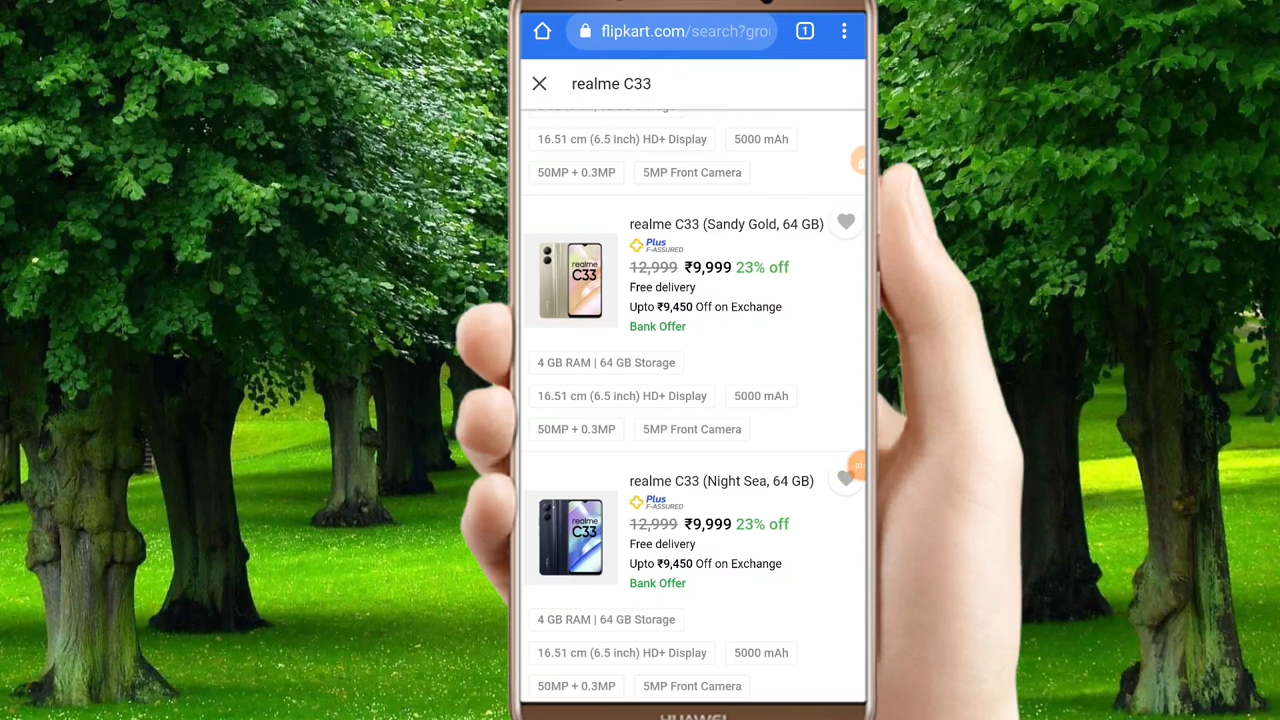 flipkart.com/search?gro
realme C33
16.51 cm (6.5 inch) HD+ Display 5000 mAh
50MP + 0.3MP 5MP Front Camera
realme C33 (Sandy Gold, 64 GB)
Plus
F-ASSURED
realme
C33
12,999 ₹9,999 23% off
Free delivery
Upto ₹9,450 Off on Exchange
Bank Offer
4 GB RAM | 64 GB Storage
16.51 cm (6.5 inch) HD+ Display 5000 mAh
50MP + 0.3MP 5MP Front Camera
realme C33 (Night Sea, 64 GB)
Plus
F-ASSURED
realme
C33
12,999 ₹9,999 23% off
Free delivery
Upto ₹9,450 Off on Exchange
Bank Offer
4 GB RAM | 64 GB Storage
16.51 cm (6.5 inch) HD+ Display 5000 mAh
50MP + 0.3MP 5MP Front Camera
HUAWEI